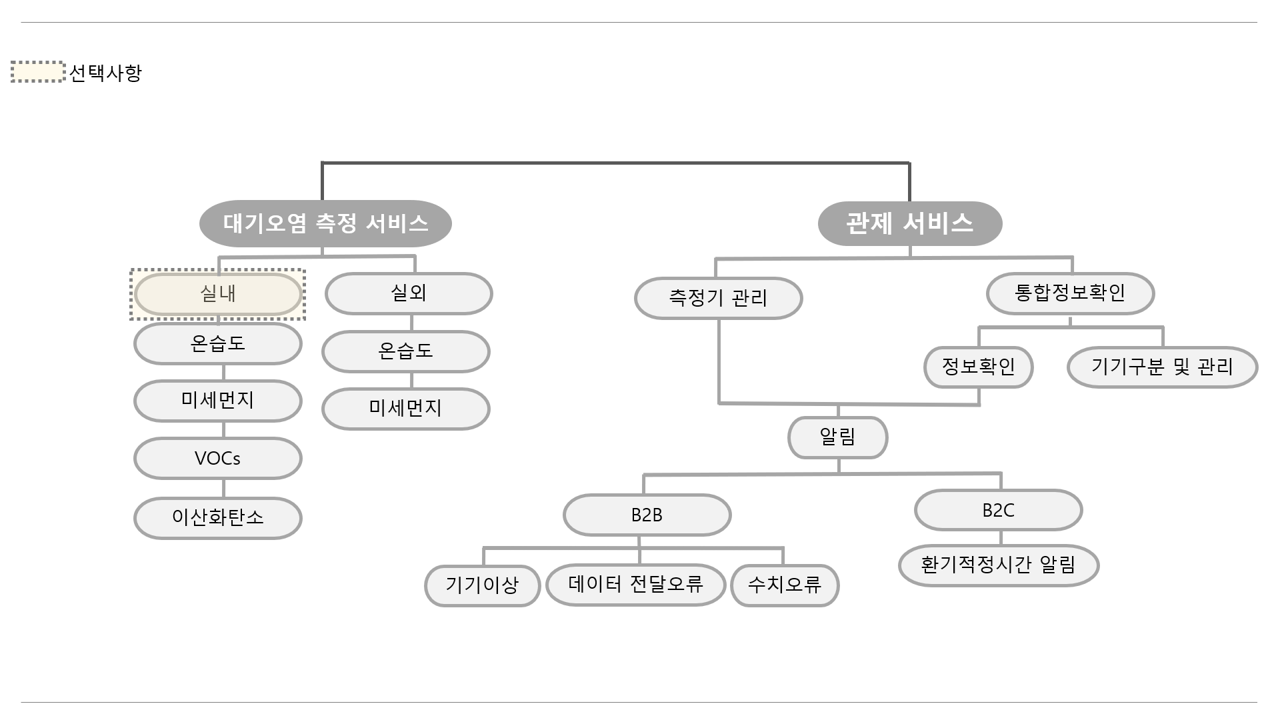 선택사항
대기오염 측정 서비스
관제 서비스
실내
실외
온습도
온습도
미세먼지
미세먼지
VOCs
이산화탄소
측정기 관리
통합정보확인
정보확인
기기구분 및 관리
알림
B2B
B2C
기기이상
데이터 전달오류
수치오류
환기적정시간 알림